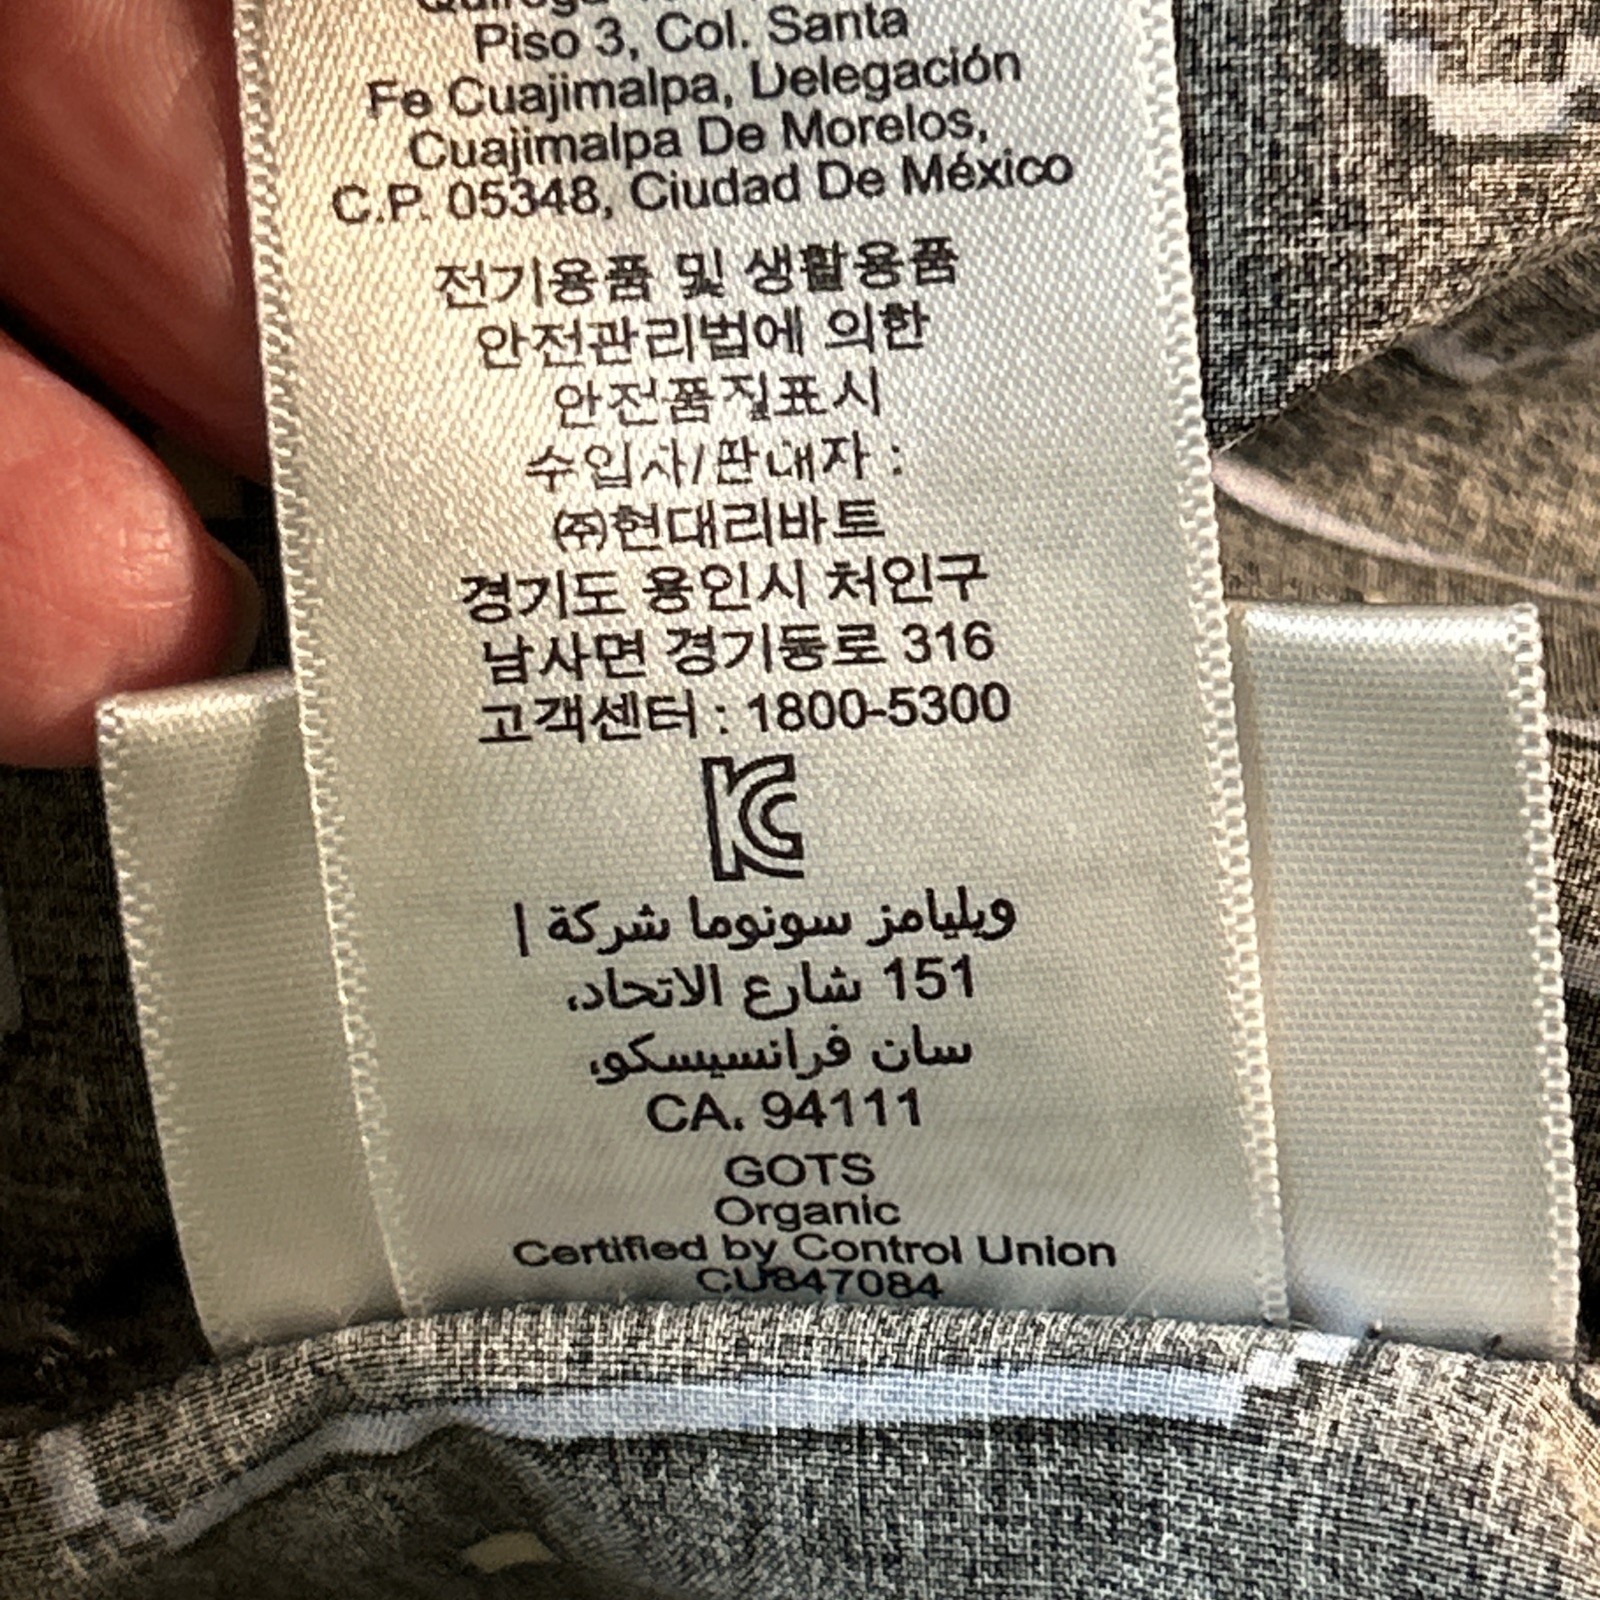 Piso 3, Col. Santa
Fe Cuajimalpa, Delegación
Cuajimalpa De Morelos,
C.P. 05348, Ciudad De México
전기용품 및 생활용품
안전관리법에 의한
안전품질표시
수입사/판매자 :
㈜현대리바트
경기도 용인시 처인구
남사면 경기동로 316
고객센터 : 1800-5300
KC
ويليامز سونوما شركة |
151 شارع الاتحاد،
سان فرانسيسكو،
CA. 94111
GOTS
Organic
Certified by Control Union
CU847084